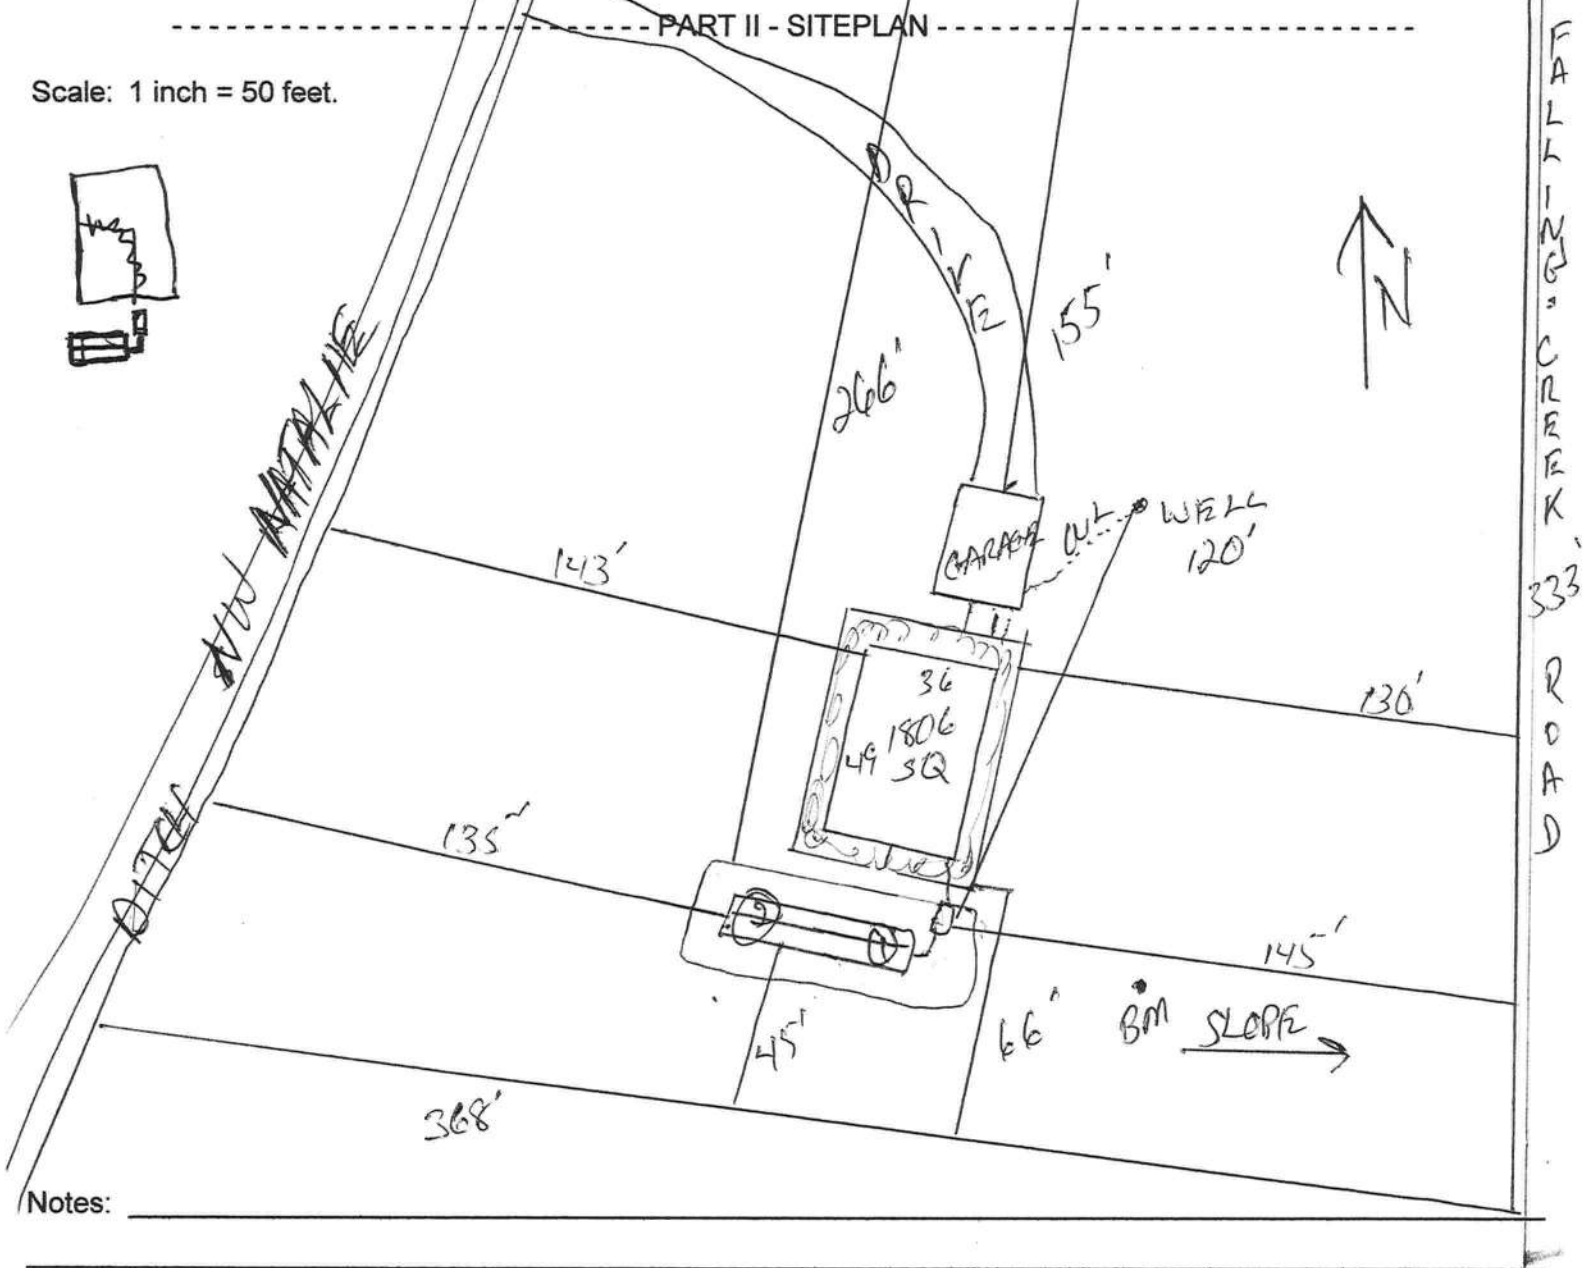 PART II - SITEPLAN
Scale: 1 inch = 50 feet.
FALLING CREEK ROAD
333'
DRIVE
155'
266'
N
NW NATALIE
143'
GARAGE
WL
WELL
120'
36
1806
49
SQ
130'
135'
DITCH
145'
BM
SLOPE
45'
66'
368'
Notes: